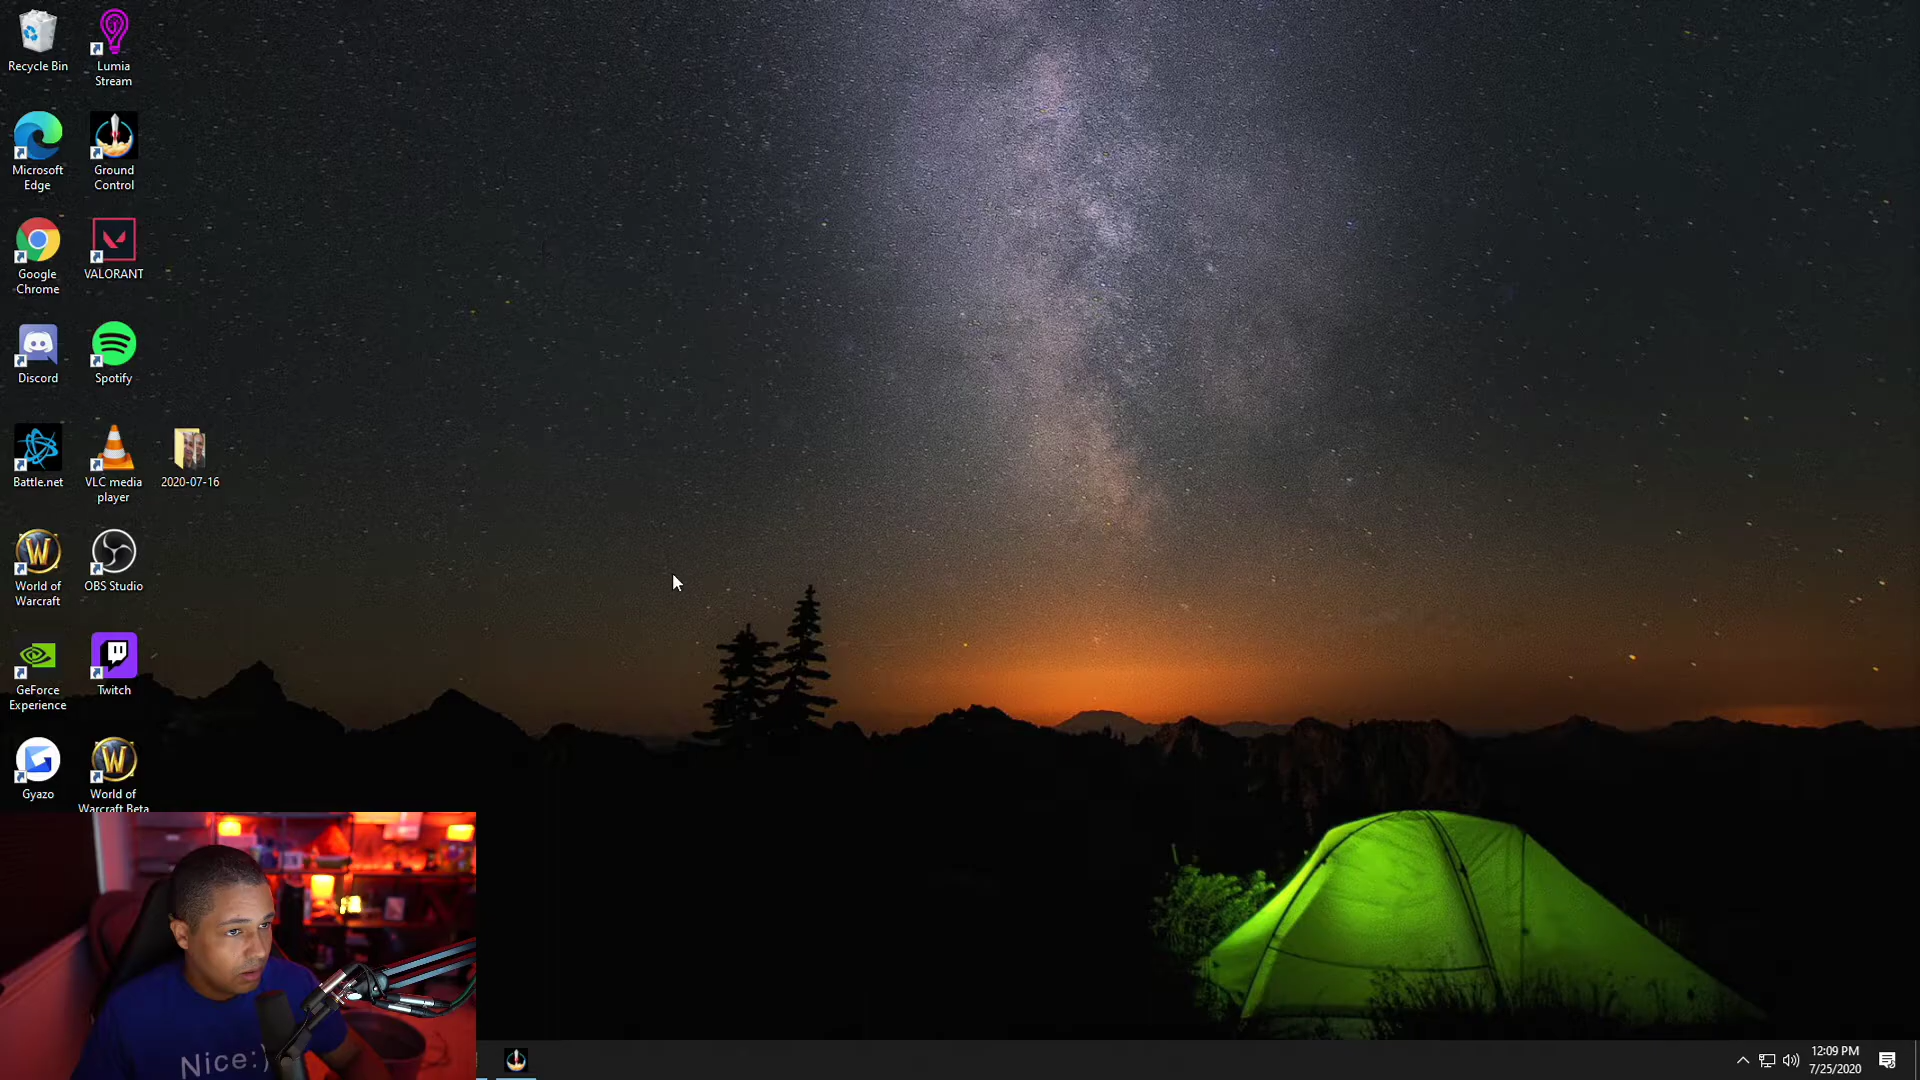 Recycle Bin
Lumia
Stream
Microsoft
Edge
Ground
Control
Google
Chrome
VALORANT
Discord
Spotify
Battle.net
VLC media
player
2020-07-16
World of
Warcraft
OBS Studio
GeForce
Experience
Twitch
Gyazo
World of
Warcraft Beta
Nice:)
12:09 PM
7/25/2020